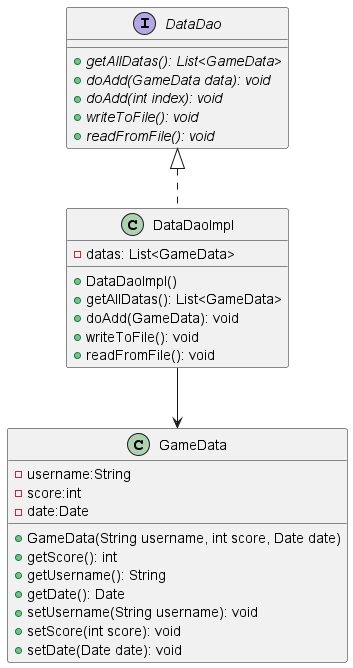 I DataDao
getAllDatas(): List<GameData>
doAdd(GameData data): void
doAdd(int index): void
writeToFile(): void
readFromFile(): void
C DataDaoImpl
datas: List<GameData>
DataDaoImpl()
getAllDatas(): List<GameData>
doAdd(GameData): void
writeToFile(): void
readFromFile(): void
C GameData
username:String
score:int
date:Date
GameData(String username, int score, Date date)
getScore(): int
getUsername(): String
getDate(): Date
setUsername(String username): void
setScore(int score): void
setDate(Date date): void